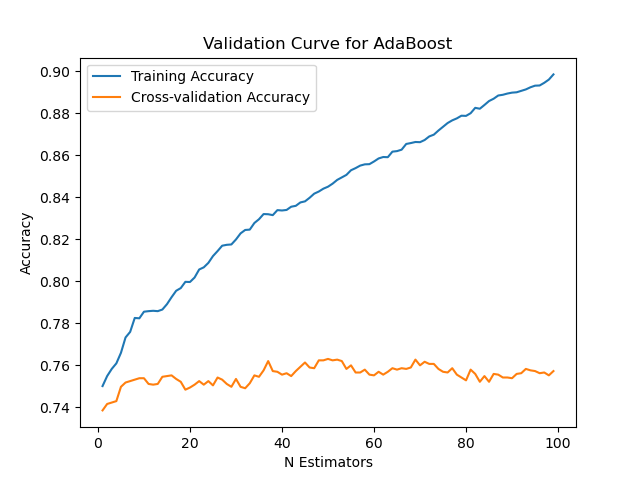 Validation Curve for AdaBoost
Training Accuracy
Cross-validation Accuracy
0.90
0.88
0.86
0.84
0.82
0.80
0.78
0.76
0.74
Accuracy
0 20 40 60 80 100
N Estimators